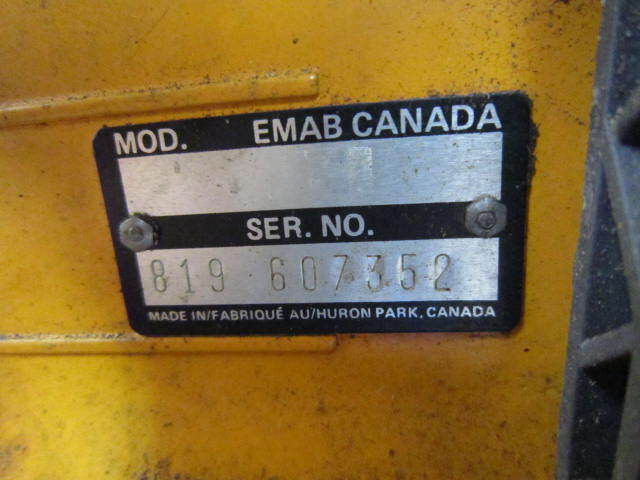 MOD. EMAB CANADA
SER. NO.
819 607352
MADE IN/FABRIQUÉ AU/HURON PARK, CANADA